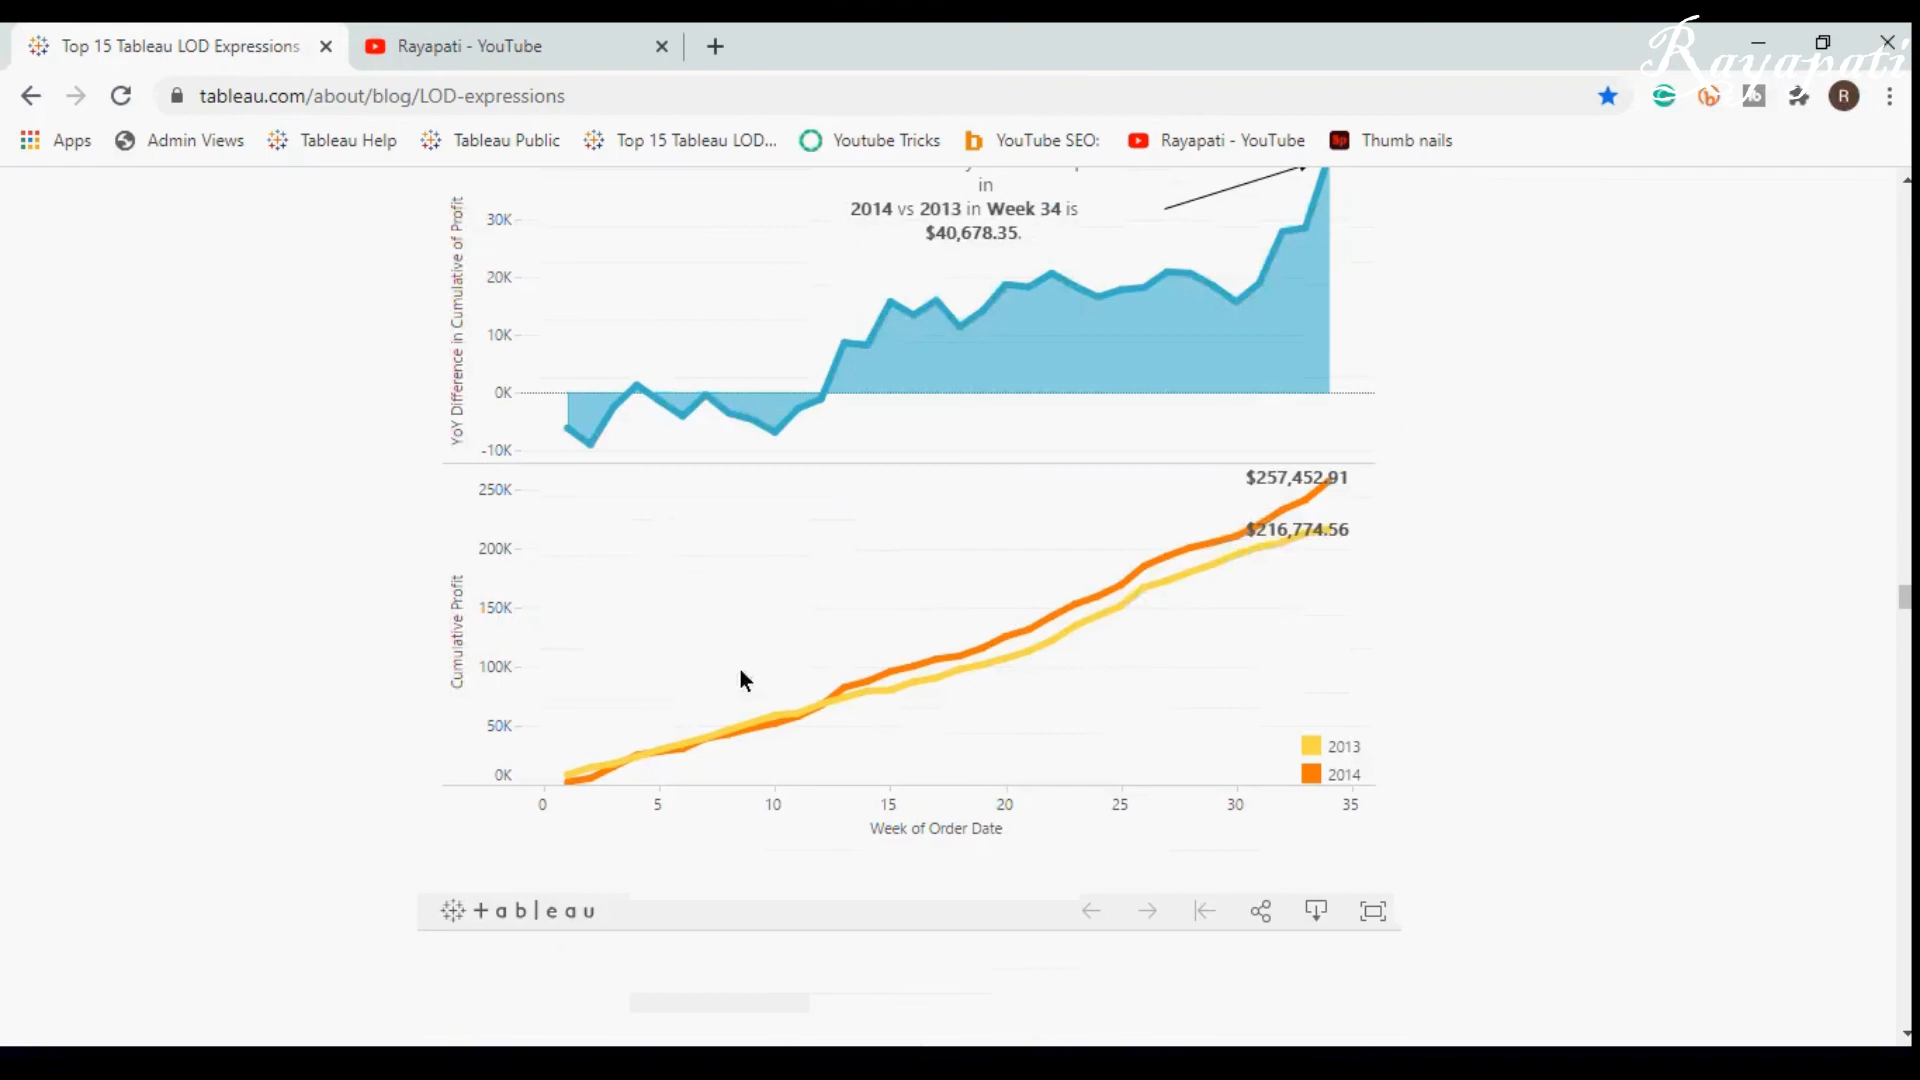 Rayapati
Top 15 Tableau LOD Expressions
Rayapati - YouTube
tableau.com/about/blog/LOD-expressions
R
Apps
Admin Views
Tableau Help
Tableau Public
Top 15 Tableau LOD...
Youtube Tricks
YouTube SEO:
Rayapati - YouTube
Thumb nails
in
2014 vs 2013 in Week 34 is
$40,678.35.
YoY Difference in Cumulative of Profit
30K
20K
10K
0K
-10K
$257,452.91
$216,774.56
Cumulative Profit
250K
200K
150K
100K
50K
0K
2013
2014
0 5 10 15 20 25 30 35
Week of Order Date
+ableau